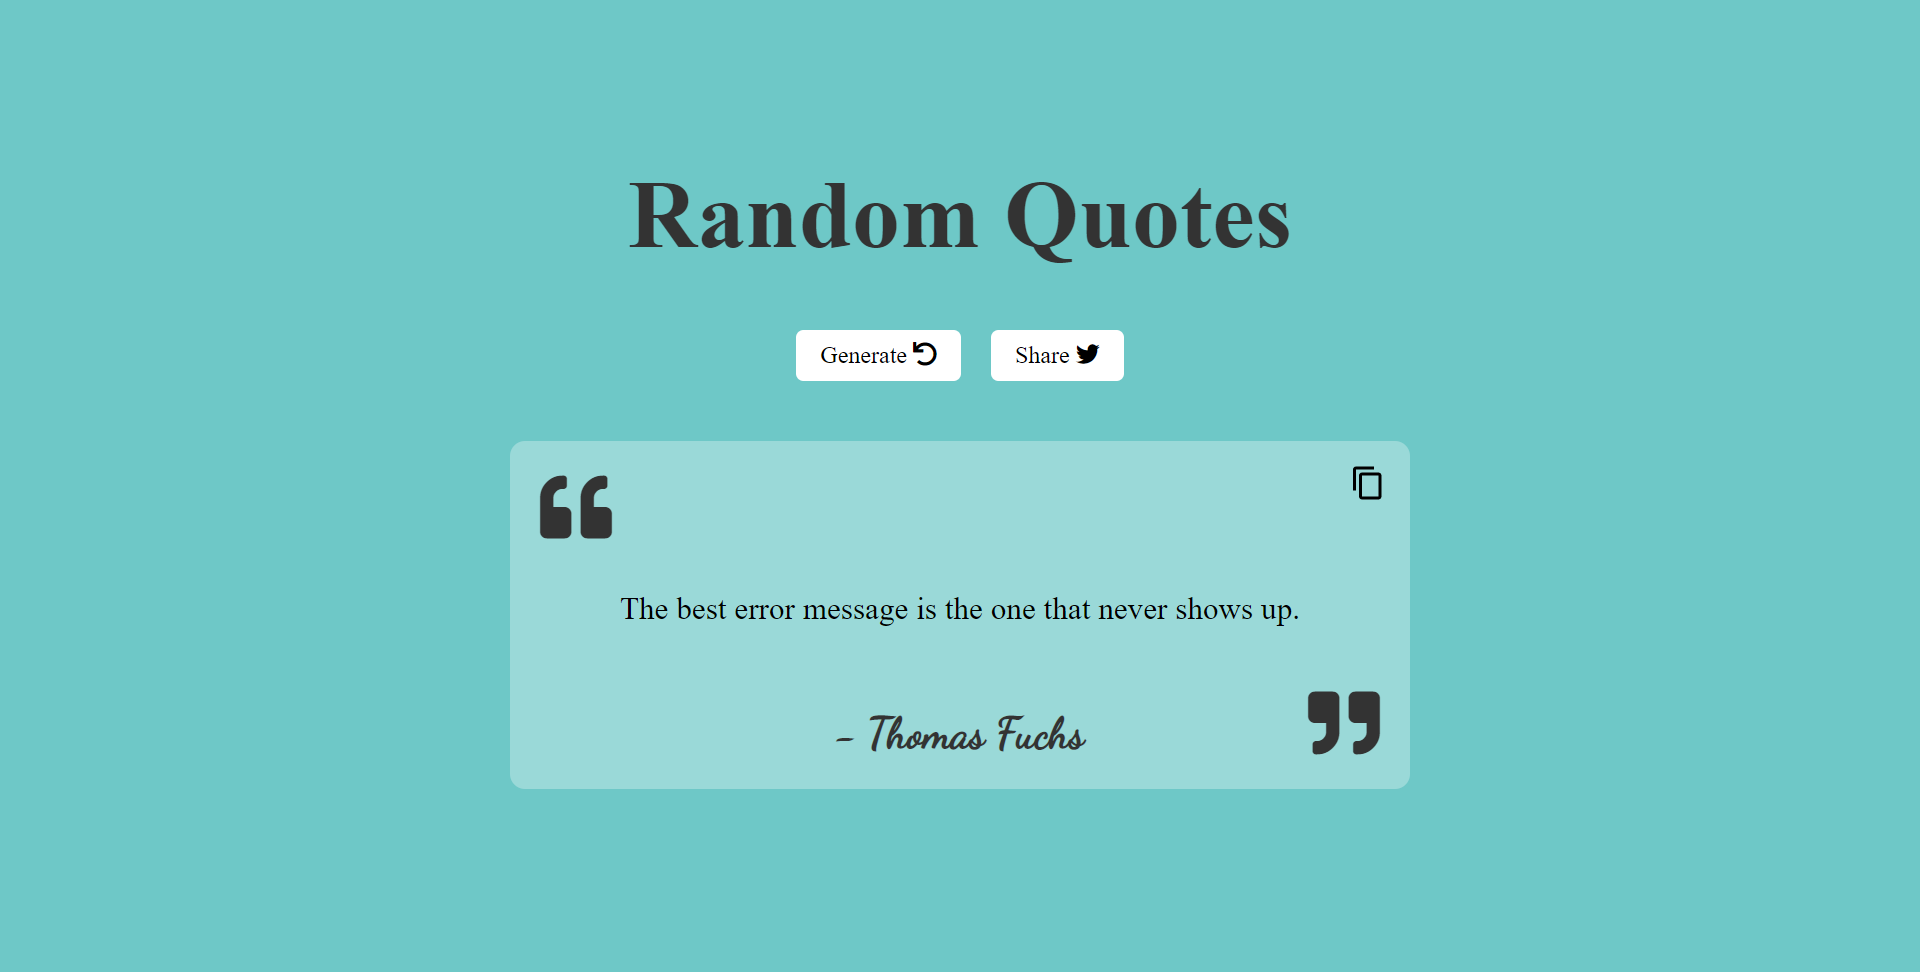 Random Quotes
Generate
Share
The best error message is the one that never shows up.
- Thomas Fuchs